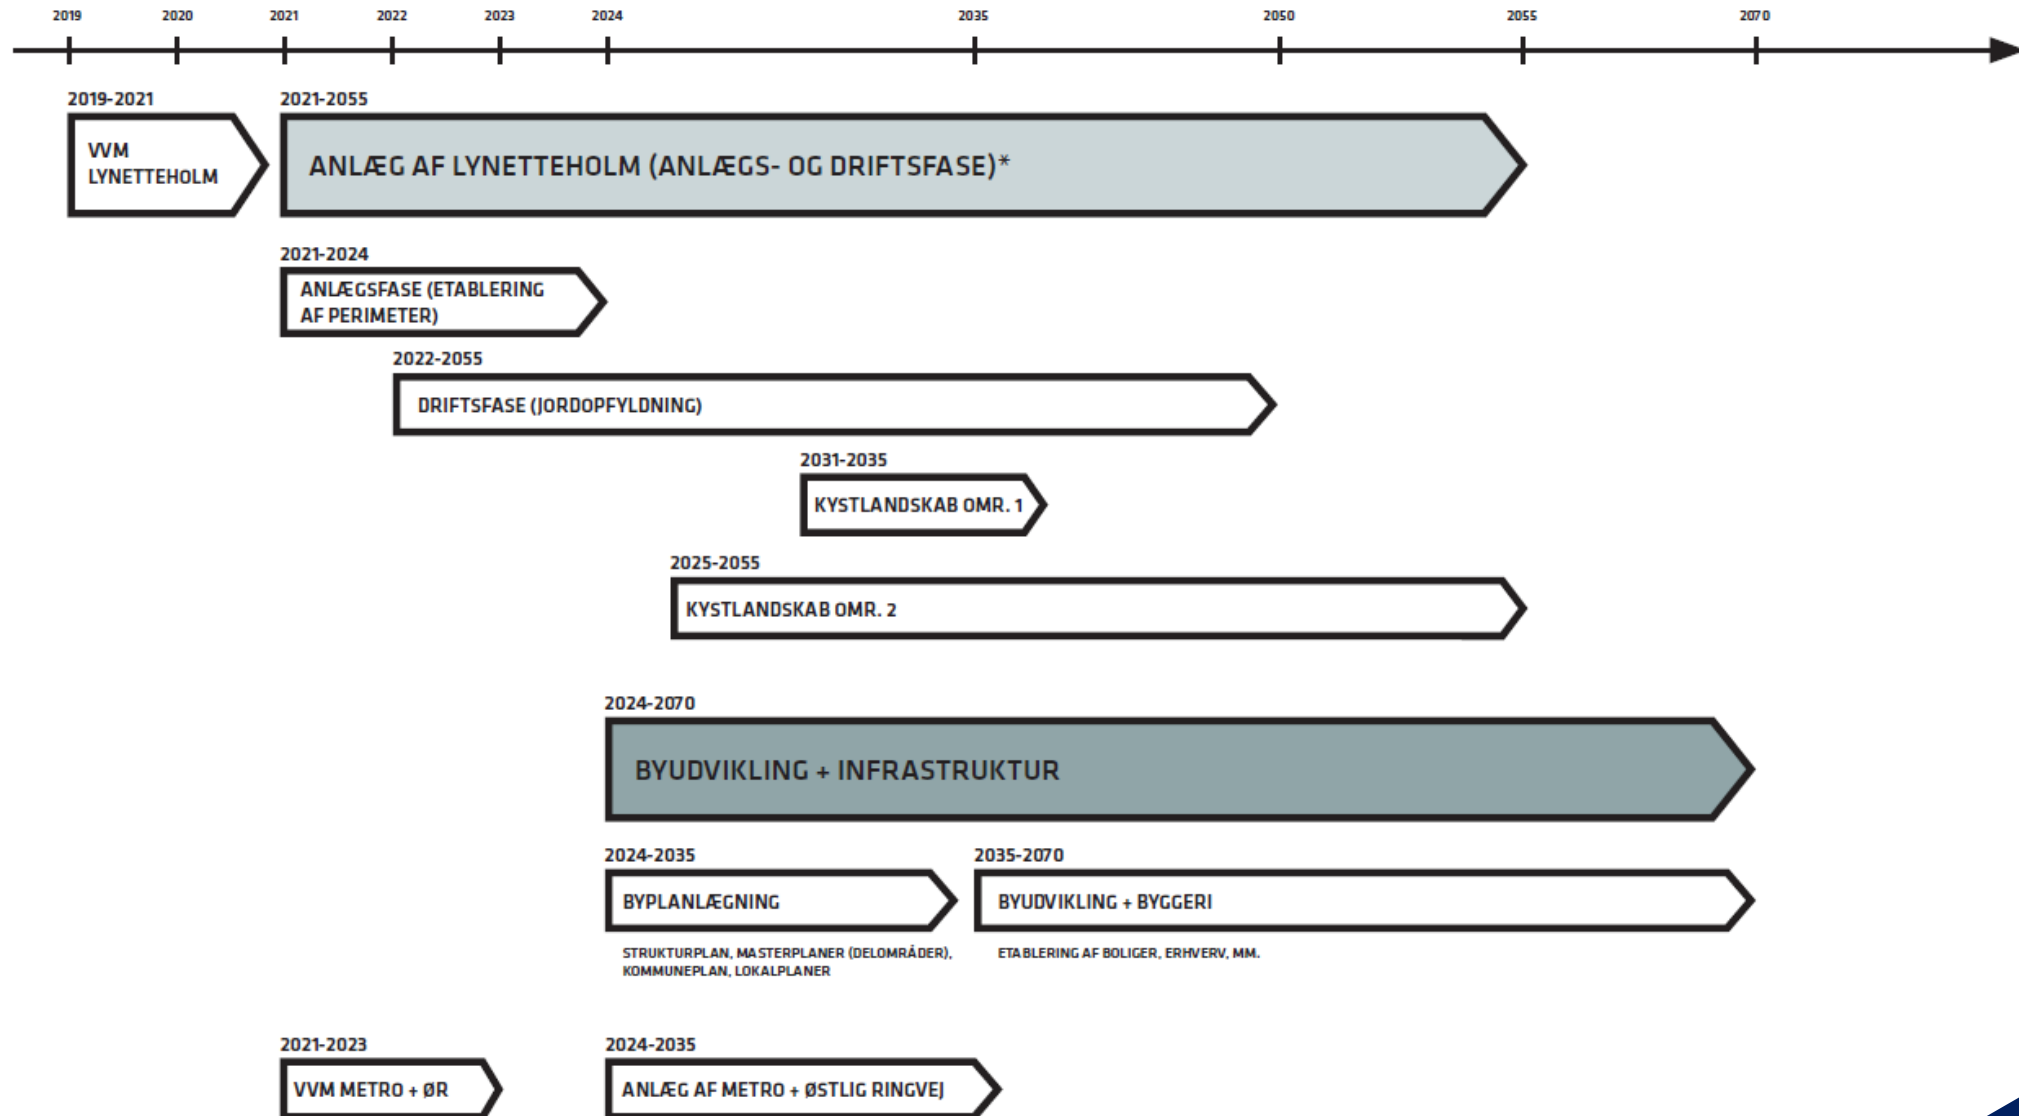 2019 2020 2021 2022 2023 2024 2035 2050 2055 2070
2019-2021
VVM
LYNETTEHOLM
2021-2055
ANLÆG AF LYNETTEHOLM (ANLÆGS- OG DRIFTSFASE)*
2021-2024
ANLÆGSFASE (ETABLERING
AF PERIMETER)
2022-2055
DRIFTSFASE (JORDOPFYLDNING)
2031-2035
KYSTLANDSKAB OMR. 1
2025-2055
KYSTLANDSKAB OMR. 2
2024-2070
BYUDVIKLING + INFRASTRUKTUR
2024-2035
BYPLANLÆGNING
STRUKTURPLAN, MASTERPLANER (DELOMRÅDER),
KOMMUNEPLAN, LOKALPLANER
2035-2070
BYUDVIKLING + BYGGERI
ETABLERING AF BOLIGER, ERHVERV, MM.
2021-2023
VVM METRO + ØR
2024-2035
ANLÆG AF METRO + ØSTLIG RINGVEJ